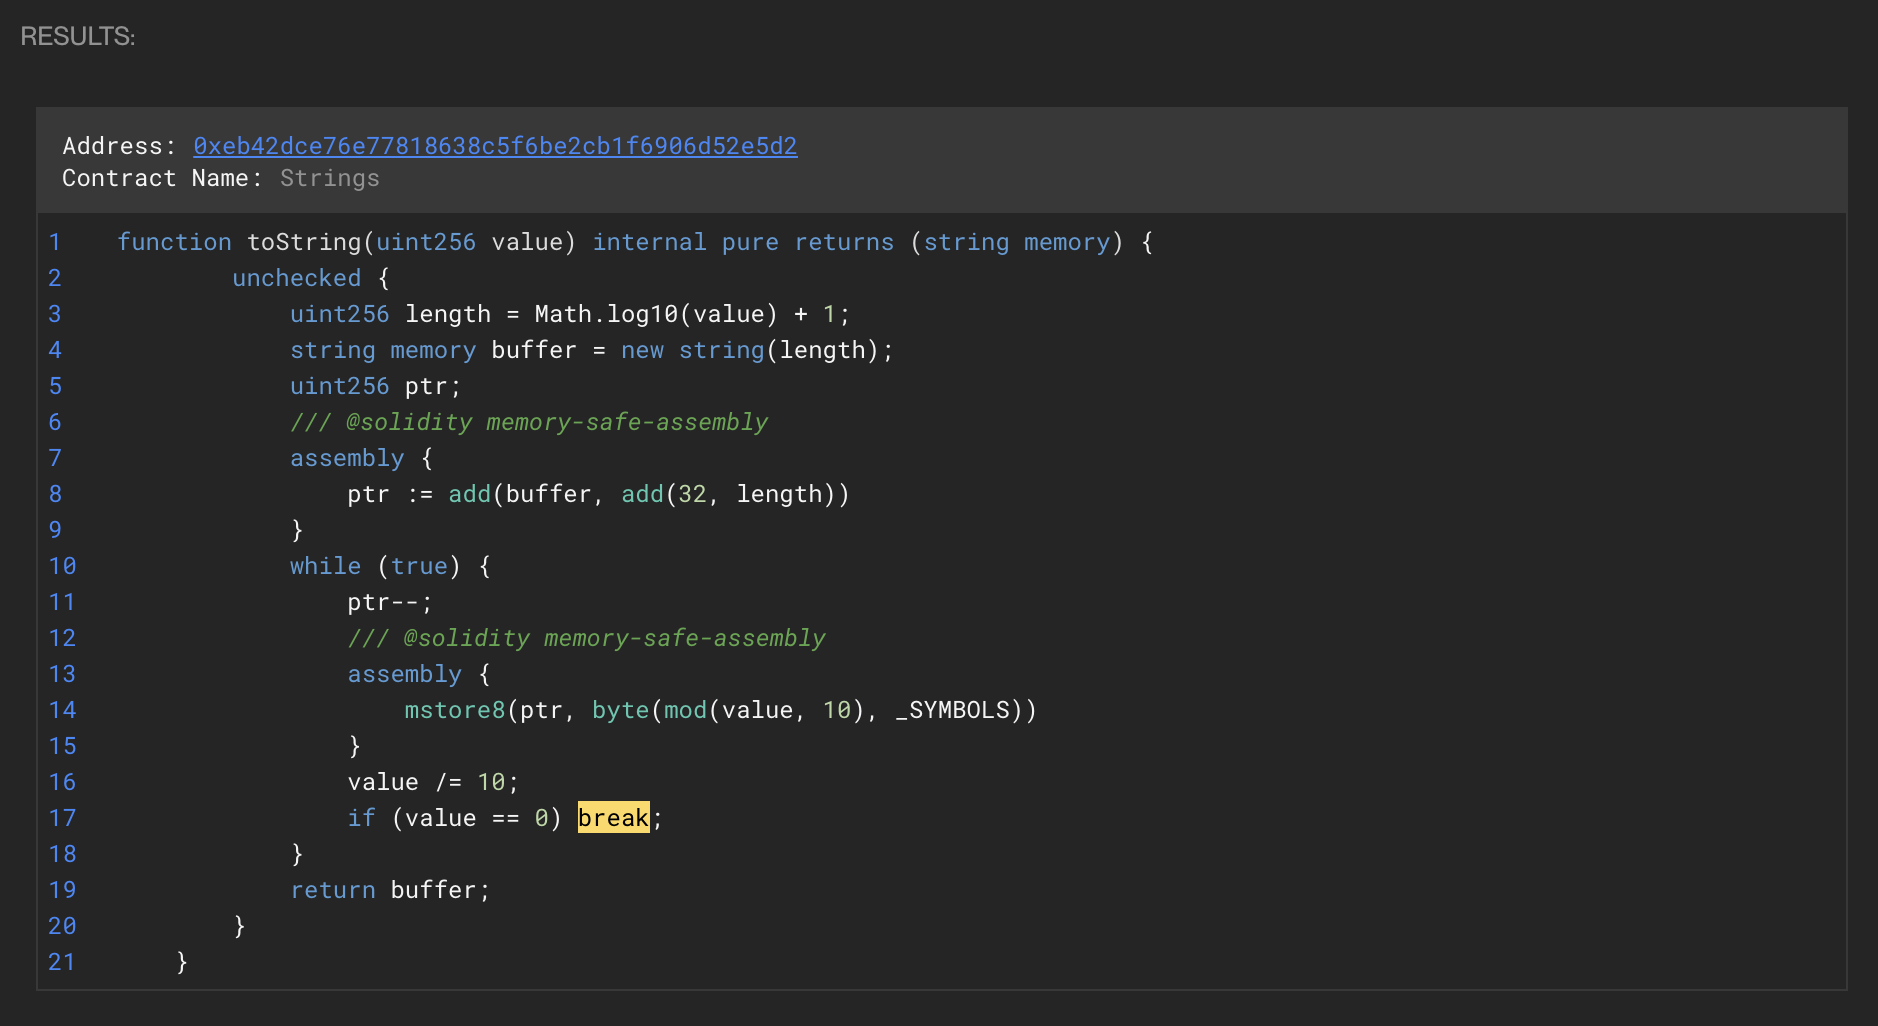 RESULTS:
Address: 0xeb42dce76e77818638c5f6be2cb1f6906d52e5d2
Contract Name: Strings
1 function toString(uint256 value) internal pure returns (string memory) {
2 unchecked {
3 uint256 length = Math.log10(value) + 1;
4 string memory buffer = new string(length);
5 uint256 ptr;
6 /// @solidity memory-safe-assembly
7 assembly {
8 ptr := add(buffer, add(32, length))
9 }
10 while (true) {
11 ptr--;
12 /// @solidity memory-safe-assembly
13 assembly {
14 mstore8(ptr, byte(mod(value, 10), _SYMBOLS))
15 }
16 value /= 10;
17 if (value == 0) break;
18 }
19 return buffer;
20 }
21 }